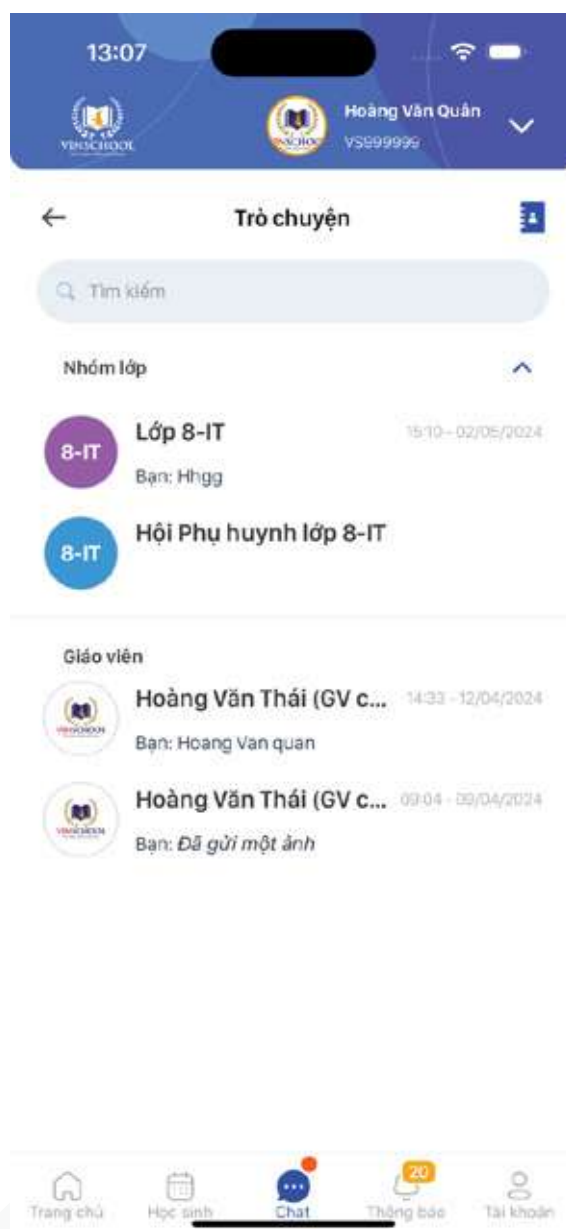 13:07
VINSCHOOL
Hoàng Văn Quân
VS999999
Trò chuyện
Tìm kiếm
Nhóm lớp
8-IT
Lớp 8-IT
15:10 - 02/05/2024
Bạn: Hhgg
8-IT
Hội Phụ huynh lớp 8-IT
Giáo viên
Hoàng Văn Thái (GV c...
14:33 - 12/04/2024
Bạn: Hoang Van quan
Hoàng Văn Thái (GV c...
09:04 - 09/04/2024
Bạn: Đã gửi một ảnh
20
Trang chủ
Học sinh
Chat
Thông báo
Tài khoản